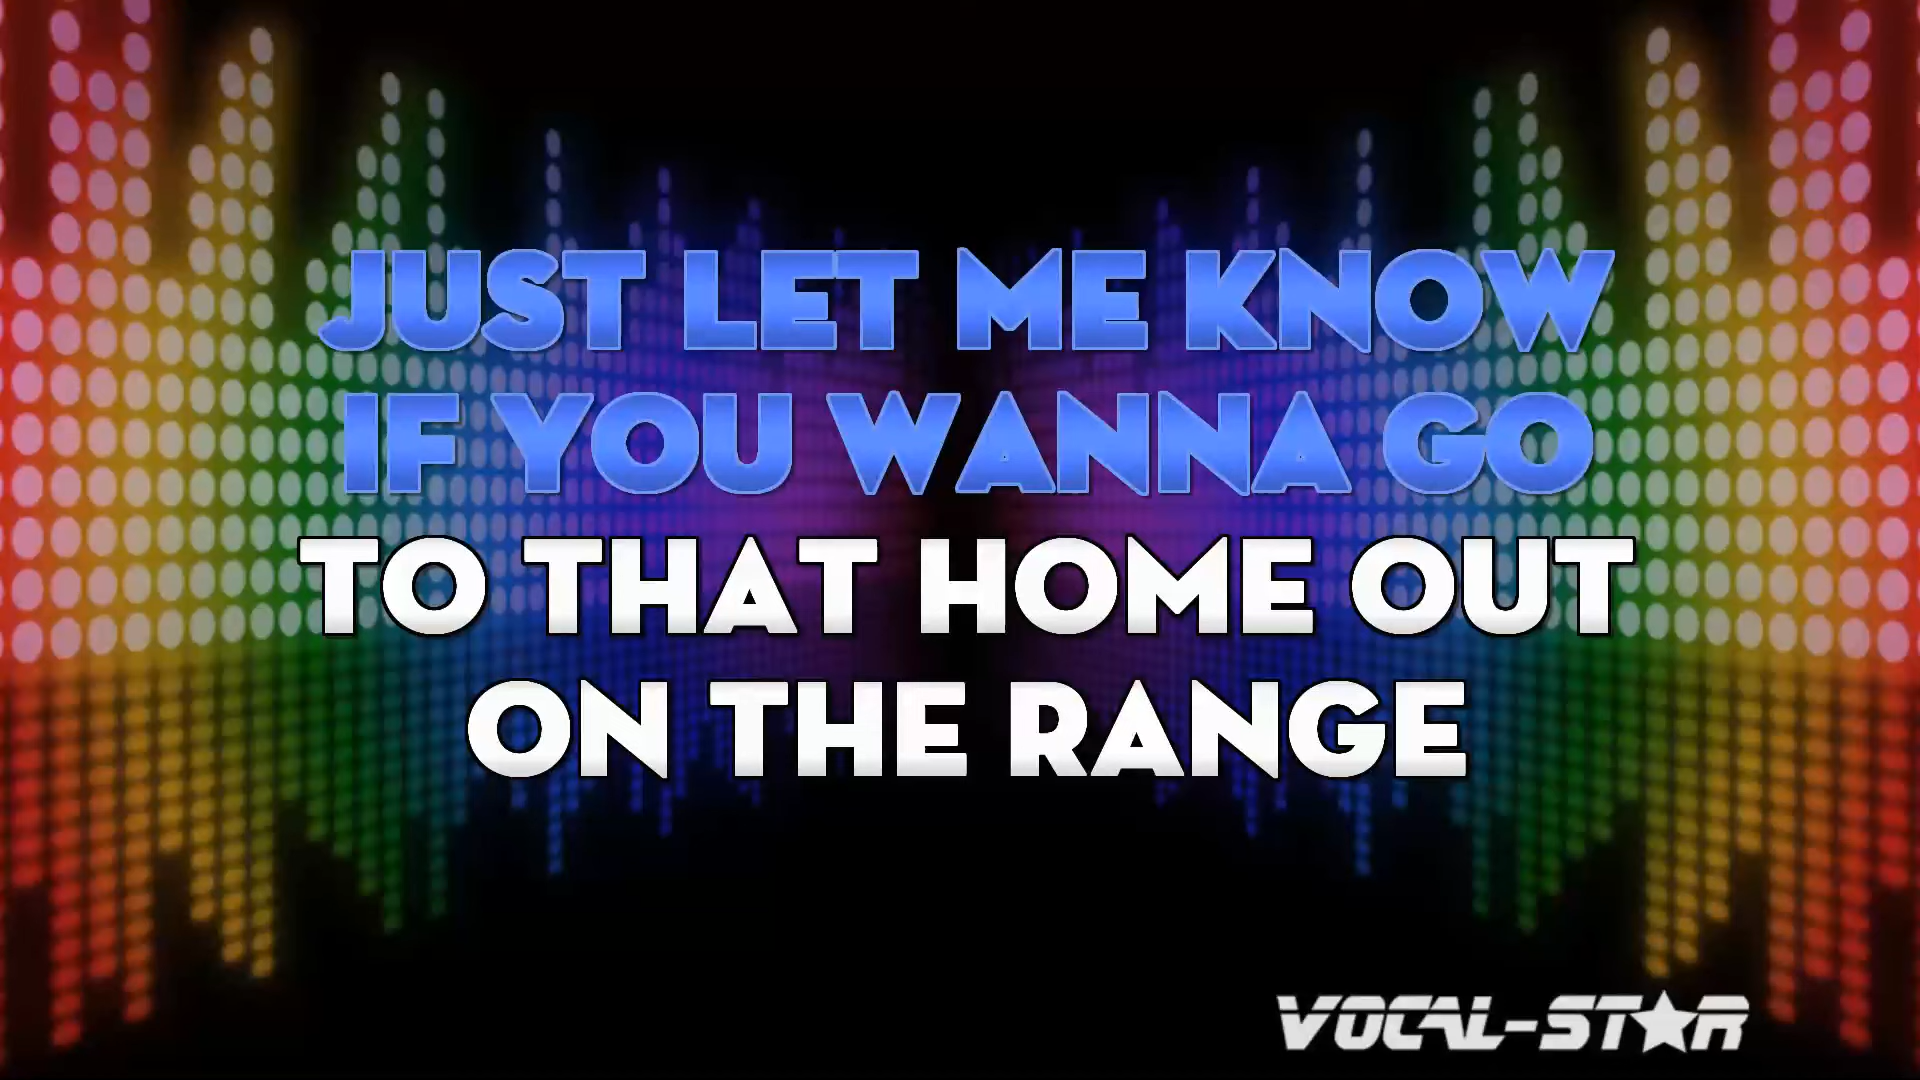 JUST LET ME KNOW
IF YOU WANNA GO
TO THAT HOME OUT
ON THE RANGE
VOCAL-STAR